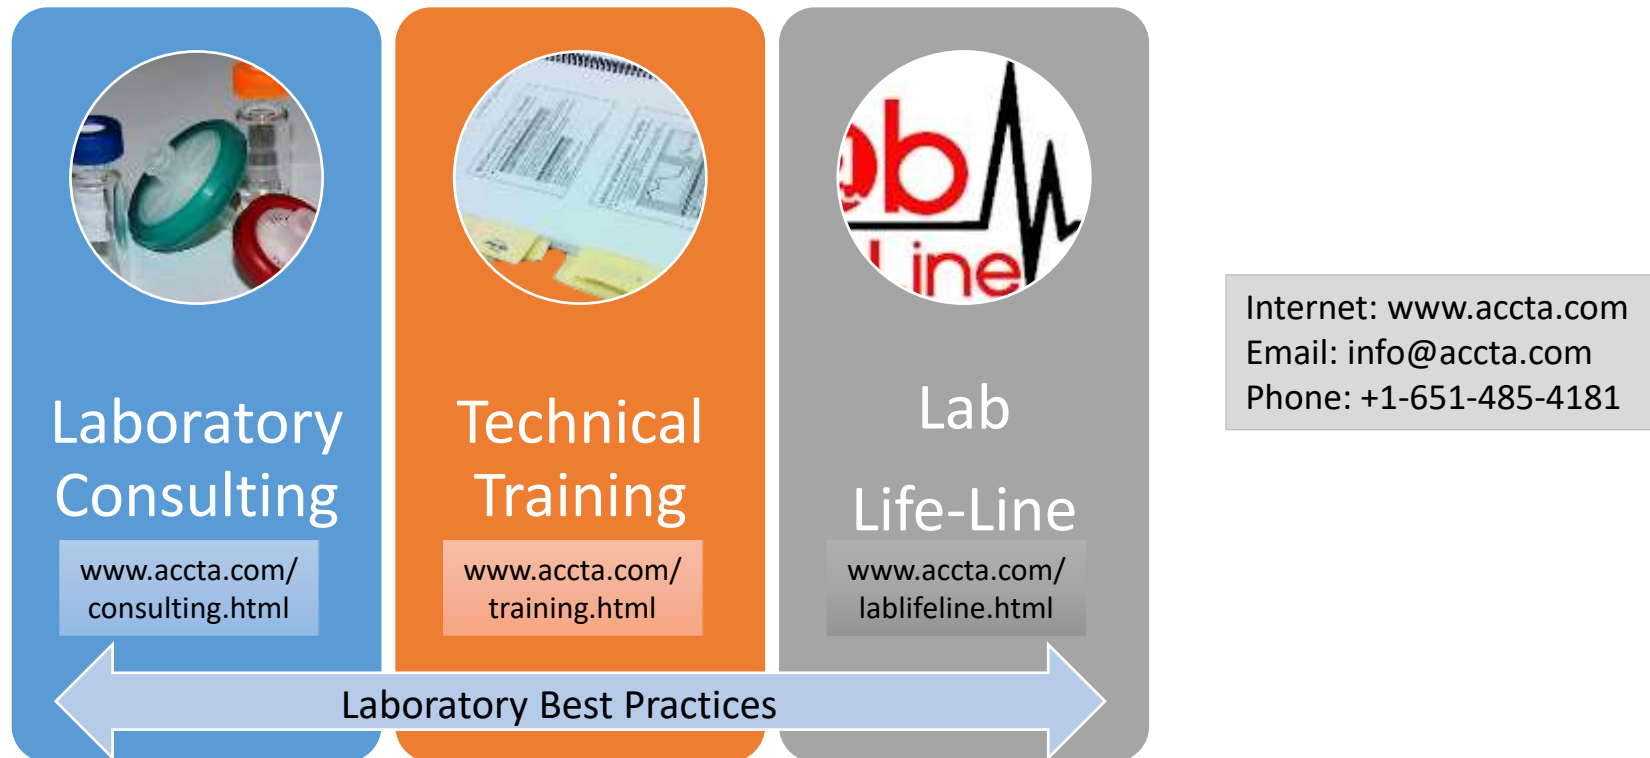 Laboratory
Consulting
www.accta.com/
consulting.html
Technical
Training
www.accta.com/
training.html
Line
Lab
Life-Line
www.accta.com/
lablifeline.html
Laboratory Best Practices
Internet: www.accta.com
Email: info@accta.com
Phone: +1-651-485-4181